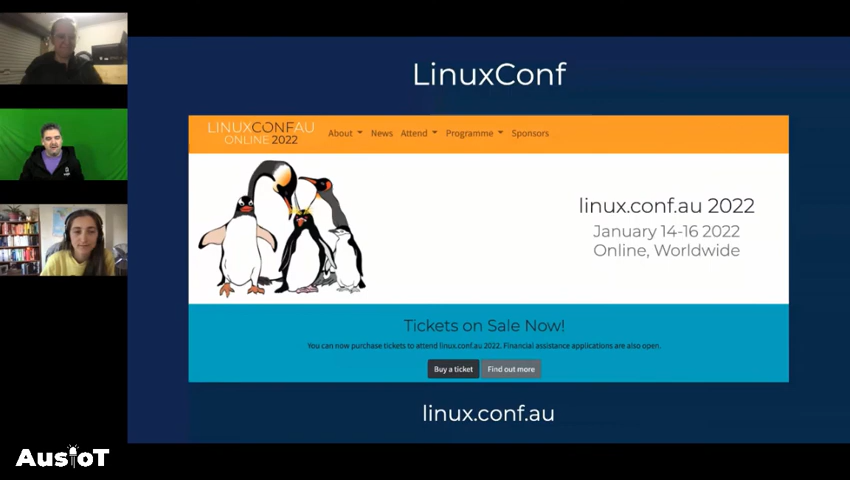 LinuxConf
LINUXCONFAU
ONLINE 2022
About News Attend Programme Sponsors
linux.conf.au 2022
January 14-16 2022
Online, Worldwide
Tickets on Sale Now!
You can now purchase tickets to attend linux.conf.au 2022. Financial assistance applications are also open.
Buy a ticket Find out more
linux.conf.au
AusIoT